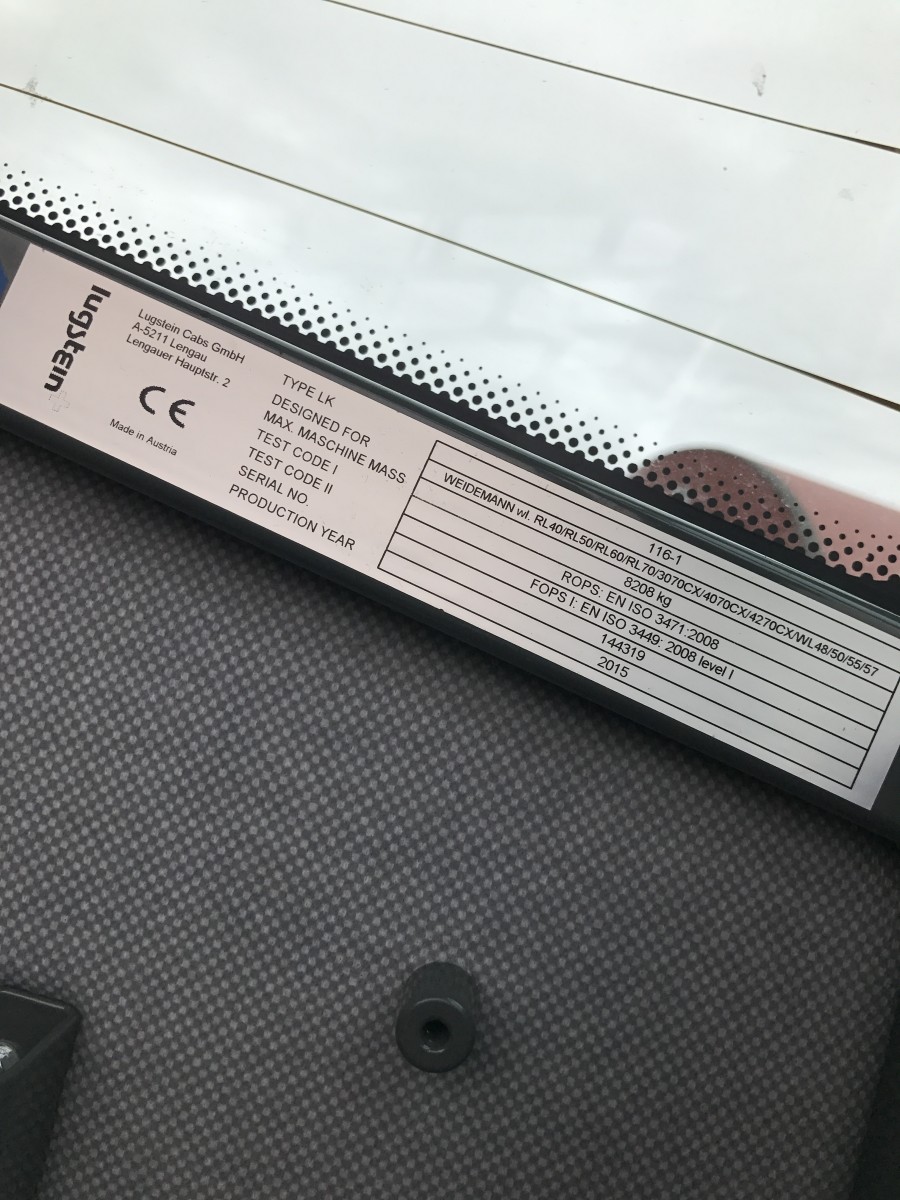 lugstein
Lugstein Cabs GmbH
A-5211 Lengau
Lengauer Hauptstr. 2
CE
Made in Austria
TYPE LK
DESIGNED FOR
MAX. MASCHINE MASS
TEST CODE I
TEST CODE II
SERIAL NO.
PRODUCTION YEAR
116-1
WEIDEMANN wl. RL40/RL50/RL60/RL70/3070CX/4070CX/4270CX/WL48/50/55/57
8208 kg
ROPS: EN ISO 3471:2008
FOPS I: EN ISO 3449: 2008 level I
144319
2015